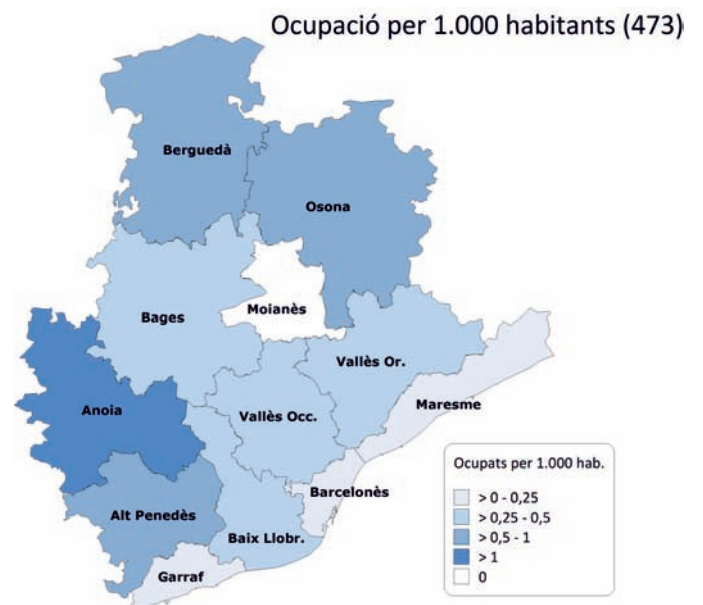 Ocupació per 1.000 habitants (473)
Berguedà
Osona
Bages
Moianès
Vallès Or.
Anoia
Vallès Occ.
Maresme
Barcelonès
Alt Penedès
Baix Llobr.
Garraf
Ocupats per 1.000 hab.
> 0 - 0,25
> 0,25 - 0,5
> 0,5 - 1
> 1
0